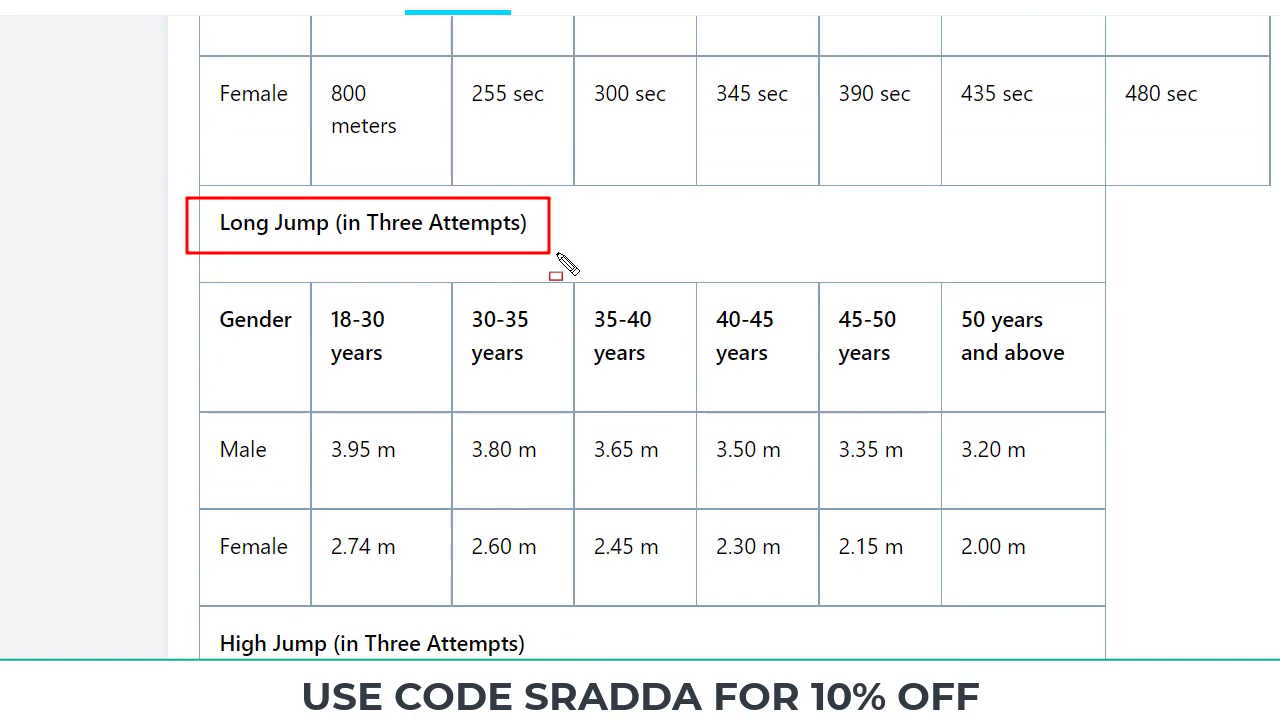 Female 800 meters 255 sec 300 sec 345 sec 390 sec 435 sec 480 sec
Long Jump (in Three Attempts)
Gender 18-30 years 30-35 years 35-40 years 40-45 years 45-50 years 50 years and above
Male 3.95 m 3.80 m 3.65 m 3.50 m 3.35 m 3.20 m
Female 2.74 m 2.60 m 2.45 m 2.30 m 2.15 m 2.00 m
High Jump (in Three Attempts)
USE CODE SRADDA FOR 10% OFF